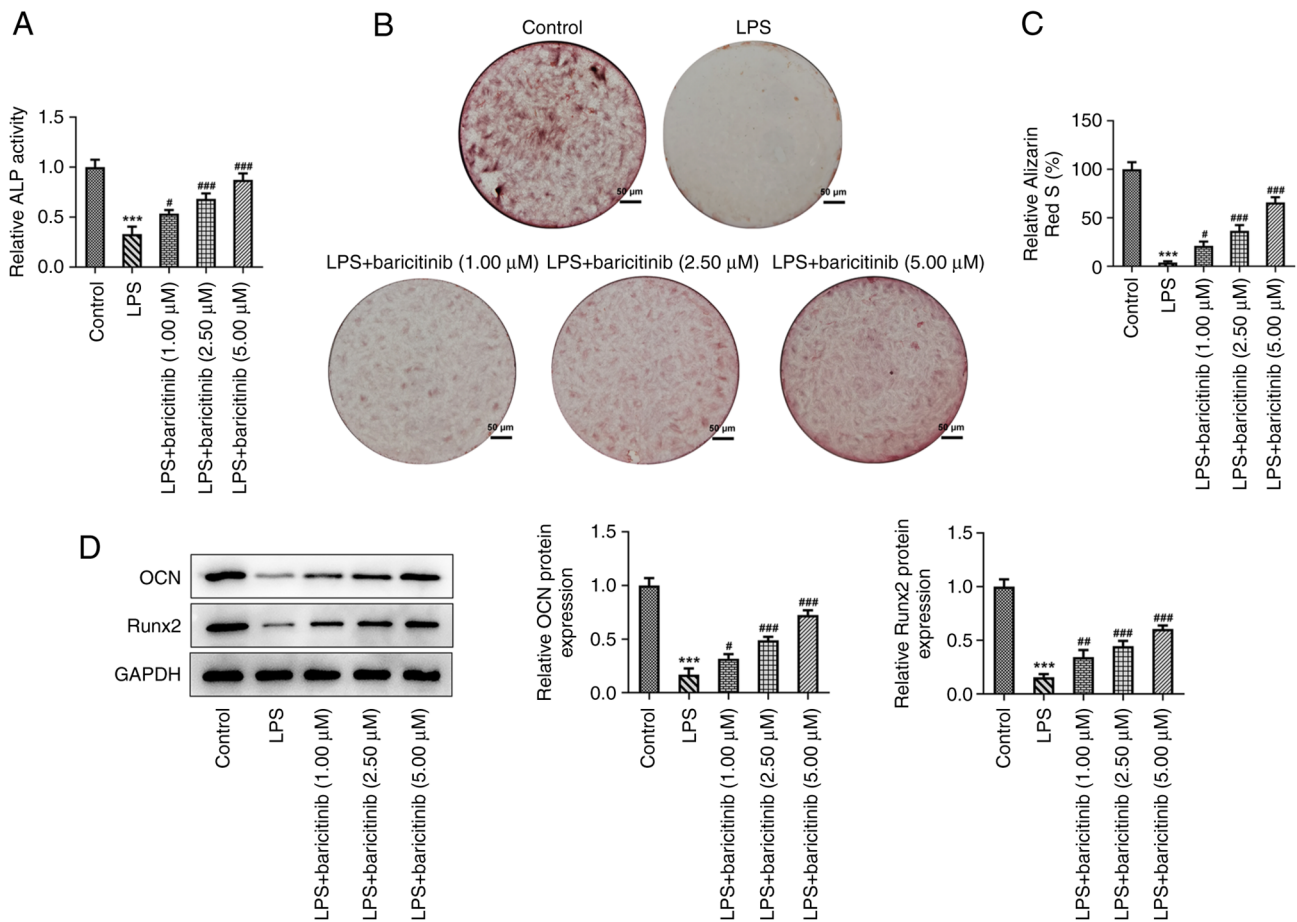 A
Relative ALP activity
1.5
1.0
0.5
0.0
***
#
###
###
Control
LPS
LPS+baricitinib (1.00 µM)
LPS+baricitinib (2.50 µM)
LPS+baricitinib (5.00 µM)
B
Control
LPS
50 µm
50 µm
LPS+baricitinib (1.00 µM)
LPS+baricitinib (2.50 µM)
LPS+baricitinib (5.00 µM)
50 µm
50 µm
50 µm
C
Relative Alizarin
Red S (%)
150
100
50
0
***
#
###
###
Control
LPS
LPS+baricitinib (1.00 µM)
LPS+baricitinib (2.50 µM)
LPS+baricitinib (5.00 µM)
D
OCN
Runx2
GAPDH
Control
LPS
LPS+baricitinib (1.00 µM)
LPS+baricitinib (2.50 µM)
LPS+baricitinib (5.00 µM)
Relative OCN protein
expression
1.5
1.0
0.5
0.0
***
#
###
###
Control
LPS
LPS+baricitinib (1.00 µM)
LPS+baricitinib (2.50 µM)
LPS+baricitinib (5.00 µM)
Relative Runx2 protein
expression
1.5
1.0
0.5
0.0
***
##
###
###
Control
LPS
LPS+baricitinib (1.00 µM)
LPS+baricitinib (2.50 µM)
LPS+baricitinib (5.00 µM)